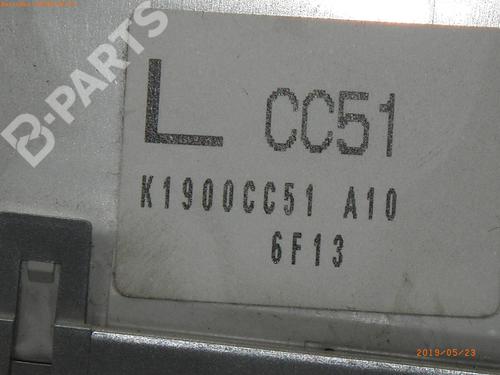 B-PARTS
L CC51
K1900CC51 A10
6F13
2019/05/23